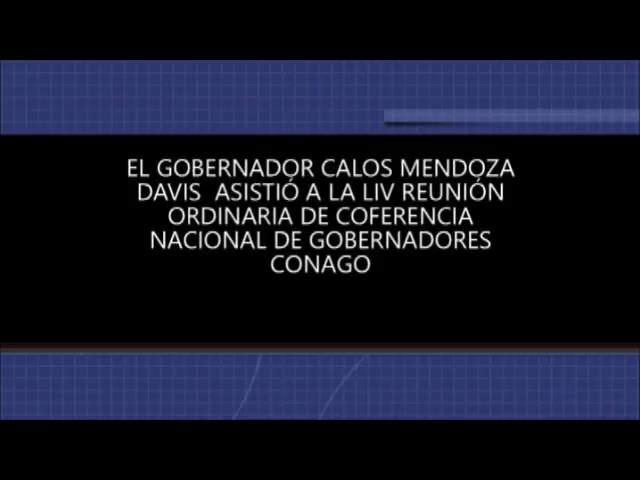 EL GOBERNADOR CALOS MENDOZA
DAVIS ASISTIÓ A LA LIV REUNIÓN
ORDINARIA DE COFERENCIA
NACIONAL DE GOBERNADORES
CONAGO